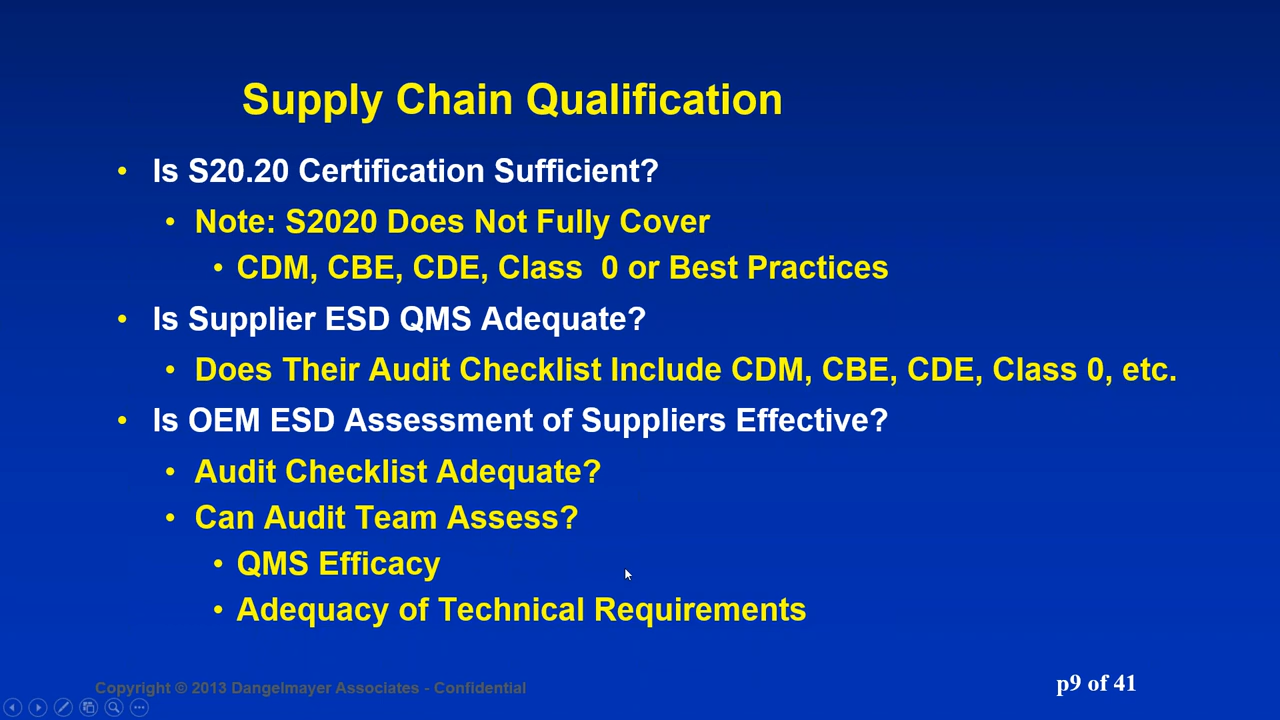 Supply Chain Qualification
• Is S20.20 Certification Sufficient?
• Note: S2020 Does Not Fully Cover
• CDM, CBE, CDE, Class 0 or Best Practices
• Is Supplier ESD QMS Adequate?
• Does Their Audit Checklist Include CDM, CBE, CDE, Class 0, etc.
• Is OEM ESD Assessment of Suppliers Effective?
• Audit Checklist Adequate?
• Can Audit Team Assess?
• QMS Efficacy
• Adequacy of Technical Requirements
Copyright © 2013 Dangelmayer Associates - Confidential
p9 of 41